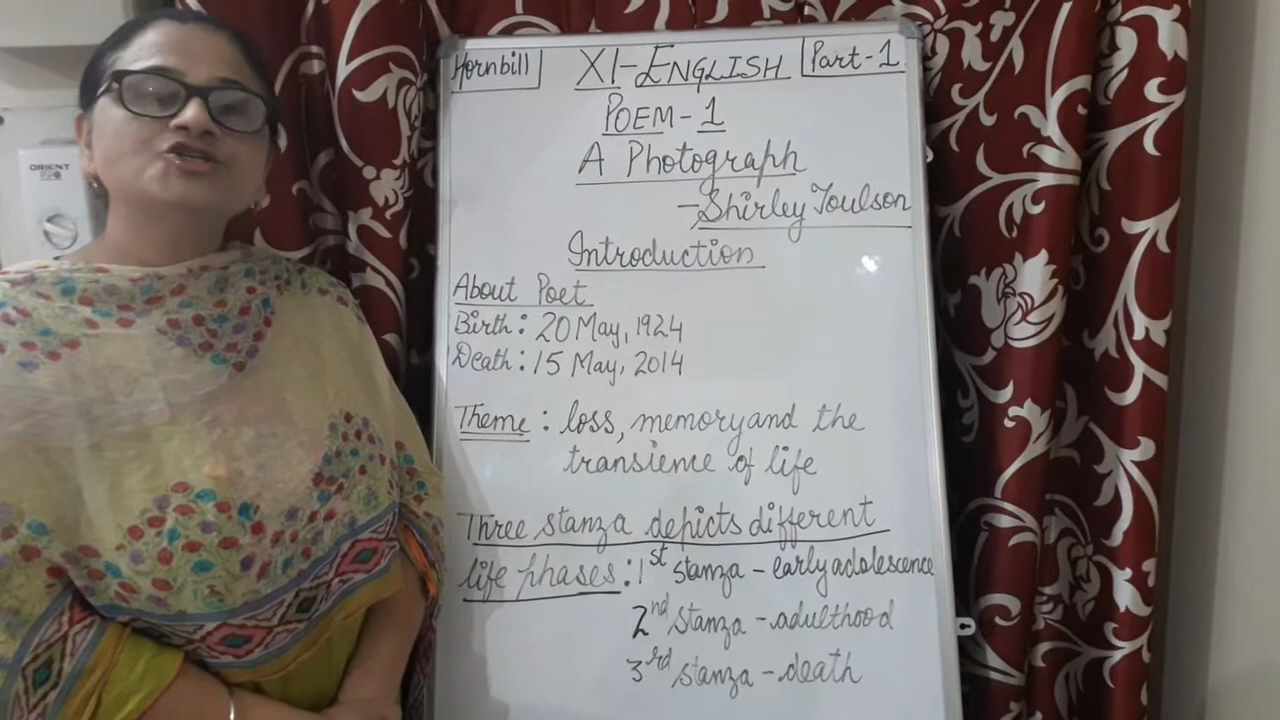 Hornbill
XI-ENGLISH
Part-1
POEM-1
A Photograph
-Shirley Toulson
Introduction
About Poet
Birth: 20 May, 1924
Death: 15 May, 2014
Theme: loss, memory and the
transience of life
Three stanza depicts different
life phases: 1st stanza - early adolescence
2nd stanza - adulthood
3rd stanza - death
ORIENT